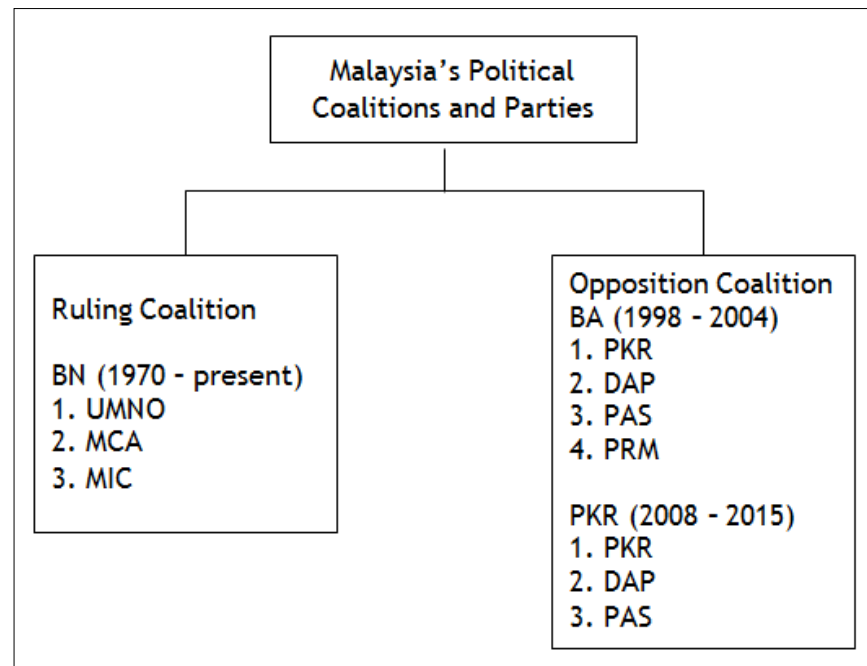 Malaysia's Political
Coalitions and Parties
Ruling Coalition
BN (1970 – present)
1. UMNO
2. MCA
3. MIC
Opposition Coalition
BA (1998 – 2004)
1. PKR
2. DAP
3. PAS
4. PRM
PKR (2008 – 2015)
1. PKR
2. DAP
3. PAS